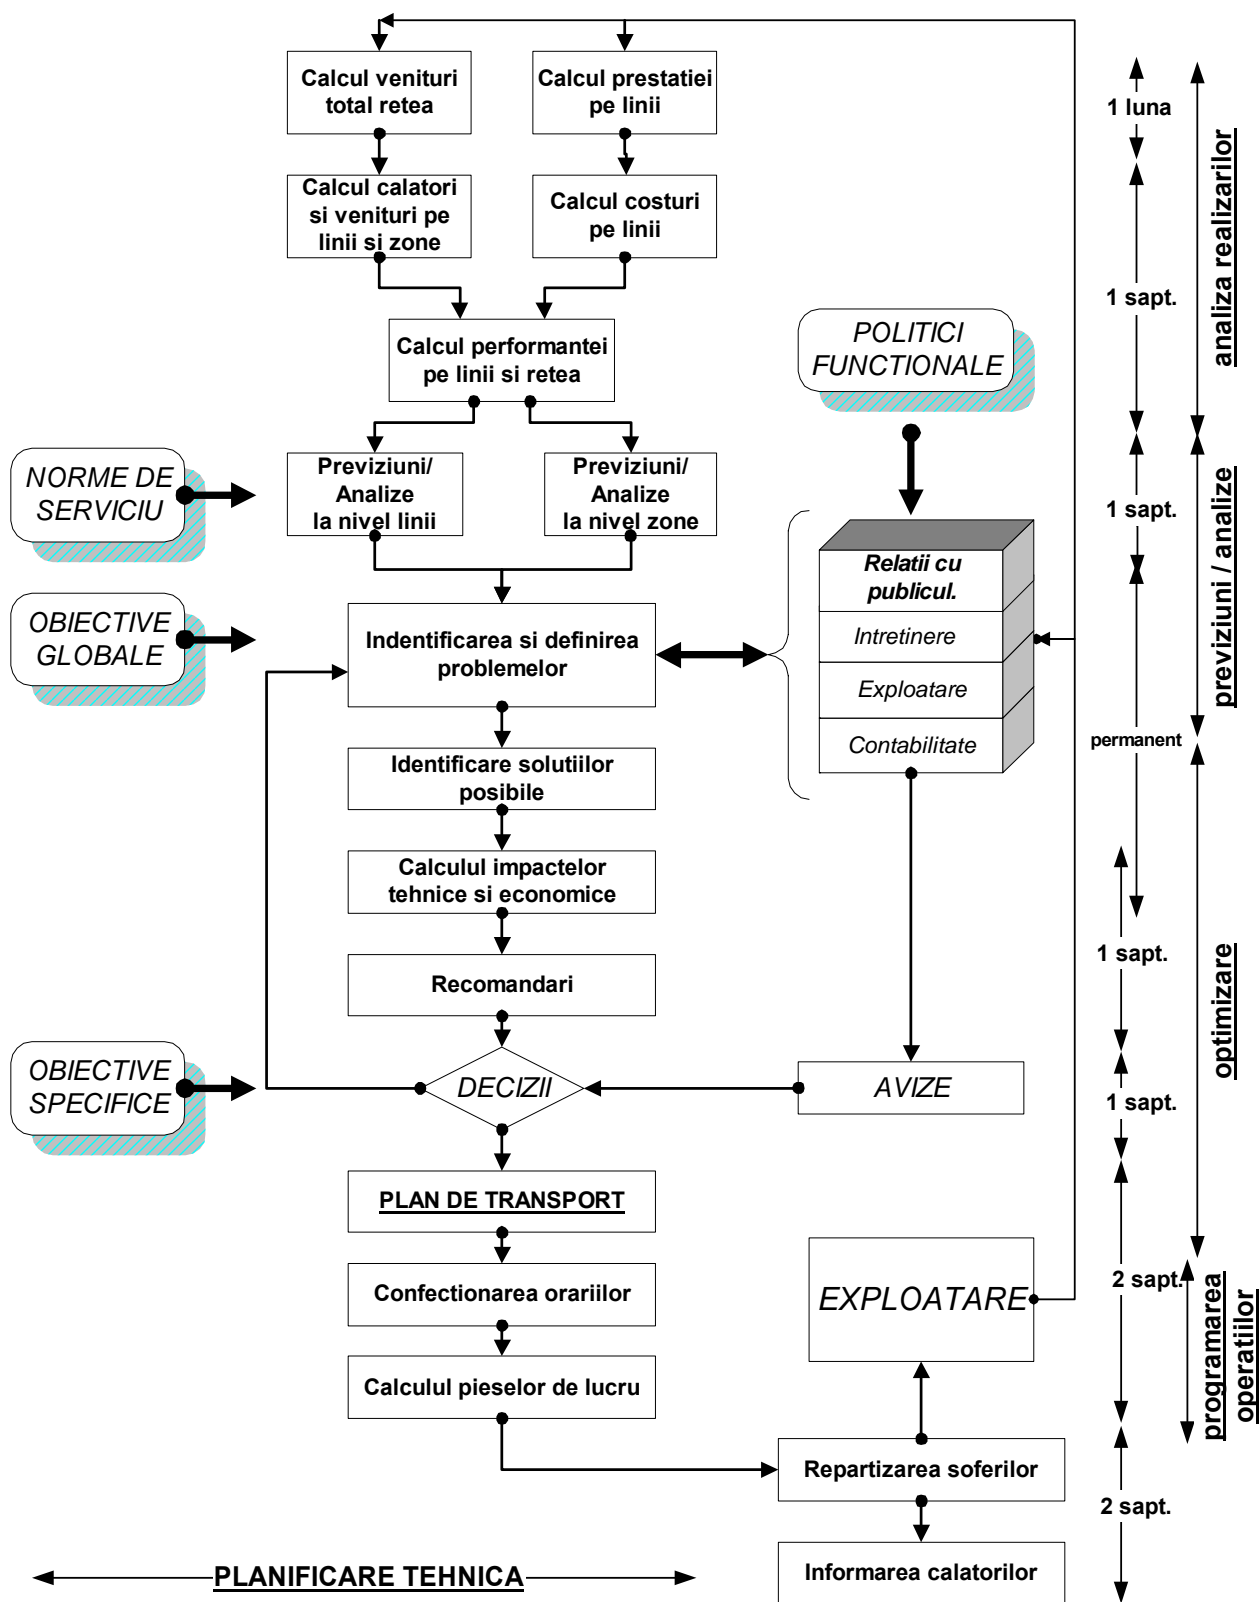 Calcul venituri
total retea
Calcul prestatiei
pe linii
1 luna
Calcul calatori
si venituri pe
linii si zone
Calcul costuri
pe linii
1 sapt.
analiza realizarilor
Calcul performantei
pe linii si retea
POLITICI
FUNCTIONALE
NORME DE
SERVICIU
Previziuni/
Analize
la nivel linii
Previziuni/
Analize
la nivel zone
1 sapt.
previziuni / analize
Relatii cu
publicul.
Intretinere
Exploatare
Contabilitate
OBIECTIVE
GLOBALE
Indentificarea si definirea
problemelor
permanent
Identificare solutiilor
posibile
Calculul impactelor
tehnice si economice
1 sapt.
optimizare
Recomandari
OBIECTIVE
SPECIFICE
DECIZII
AVIZE
1 sapt.
PLAN DE TRANSPORT
Confectionarea orariilor
EXPLOATARE
2 sapt.
programarea
operatiilor
Calculul pieselor de lucru
Repartizarea soferilor
2 sapt.
Informarea calatorilor
PLANIFICARE TEHNICA